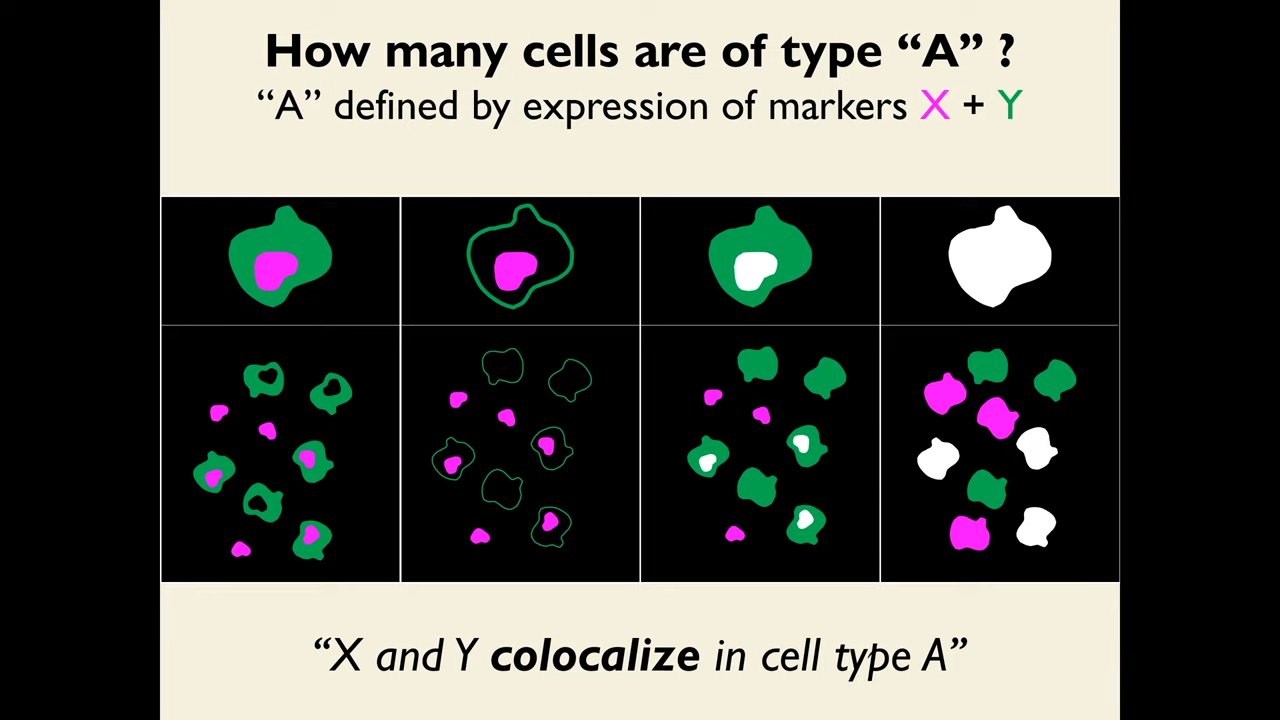 How many cells are of type “A” ?
“A” defined by expression of markers X + Y
“X and Y colocalize in cell type A”